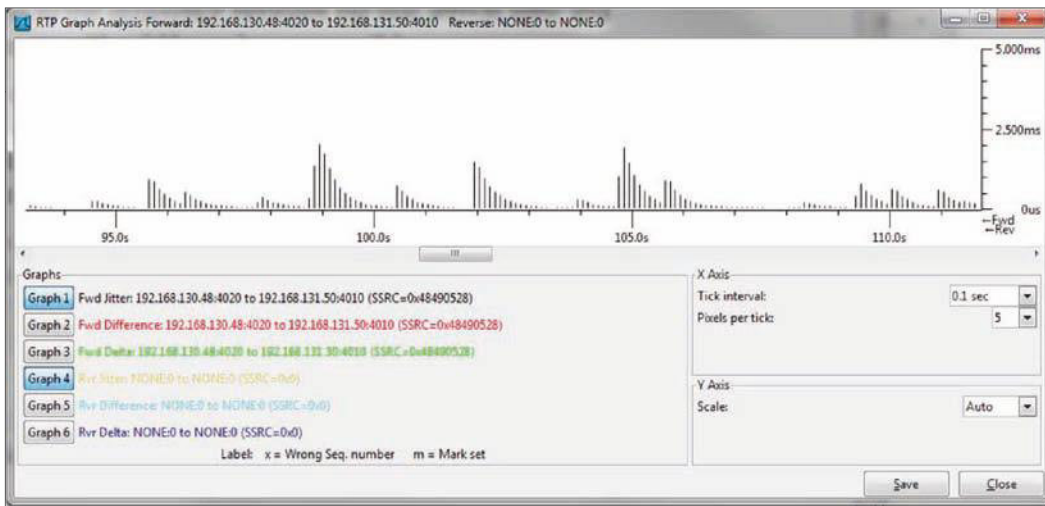 RTP Graph Analysis Forward: 192.168.130.48:4020 to 192.168.131.50:4010 Reverse: NONE:0 to NONE:0
5.000ms
2.500ms
0us
←Fwd
←Rev
95.0s 100.0s 105.0s 110.0s
Graphs
Graph 1 Fwd Jitter: 192.168.130.48:4020 to 192.168.131.50:4010 (SSRC=0x48490528)
Graph 2 Fwd Difference: 192.168.130.48:4020 to 192.168.131.50:4010 (SSRC=0x48490528)
Graph 3 Fwd Delta: 192.168.130.48:4020 to 192.168.131.50:4010 (SSRC=0x48490528)
Graph 4 Rvr Jitter: NONE:0 to NONE:0 (SSRC=0x0)
Graph 5 Rvr Difference: NONE:0 to NONE:0 (SSRC=0x0)
Graph 6 Rvr Delta: NONE:0 to NONE:0 (SSRC=0x0)
Label: x = Wrong Seq. number m = Mark set
X Axis
Tick interval: 0.1 sec
Pixels per tick: 5
Y Axis
Scale: Auto
Save Close